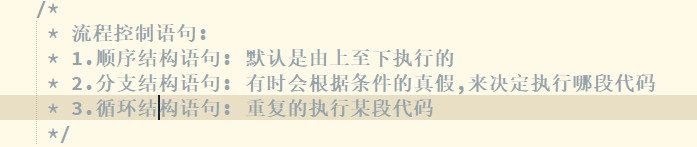 /*
* 流程控制语句:
* 1.顺序结构语句: 默认是由上至下执行的
* 2.分支结构语句: 有时会根据条件的真假,来决定执行哪段代码
* 3.循环结构语句: 重复的执行某段代码
*/